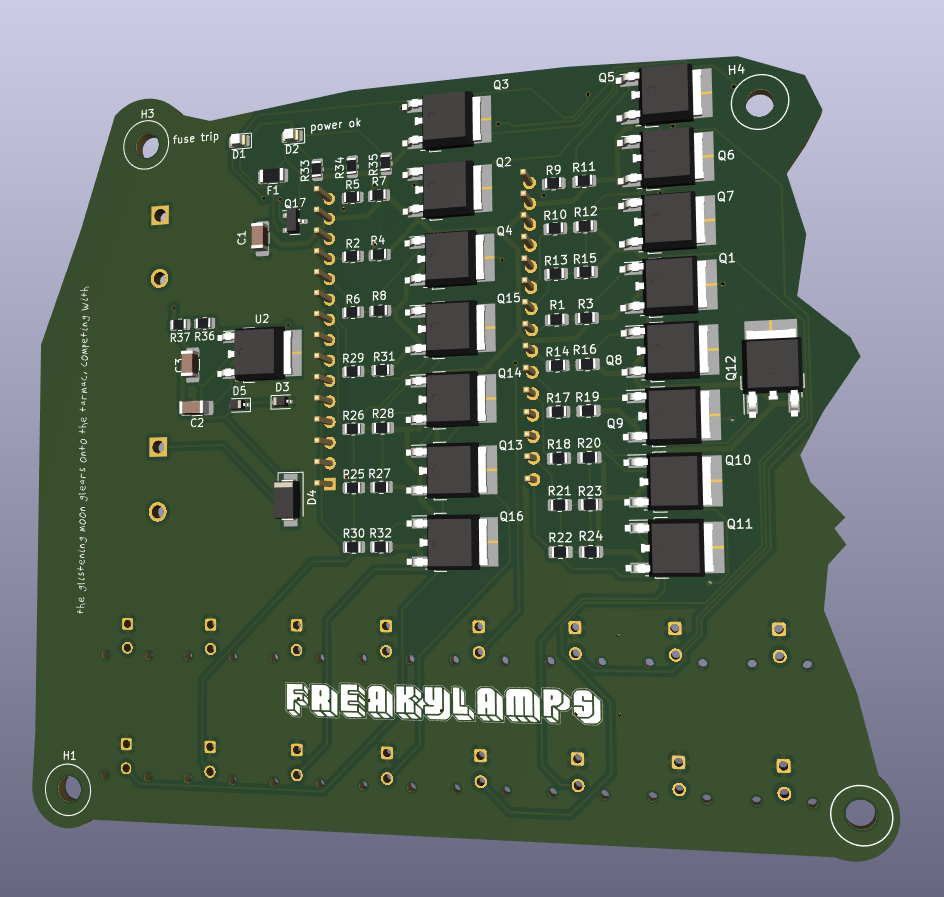 H3
fuse trip
D1
D2
power ok
F1
R33
R34
R35
Q3
Q5
H4
Q2
R5
R7
R9
R11
Q6
C1
Q17
Q7
R2
R4
Q4
R10
R12
R13
R15
Q1
R6
R8
Q15
R1
R3
U2
R37
R36
C3
D5
D3
C2
R29
R31
Q14
R14
R16
Q8
Q12
R26
R28
R17
R19
Q9
Q13
R18
R20
Q10
D4
R25
R27
R21
R23
Q16
R30
R32
R22
R24
Q11
the glistening moon glears onto the tarmac, competing with
FREAKYLAMPS
H1